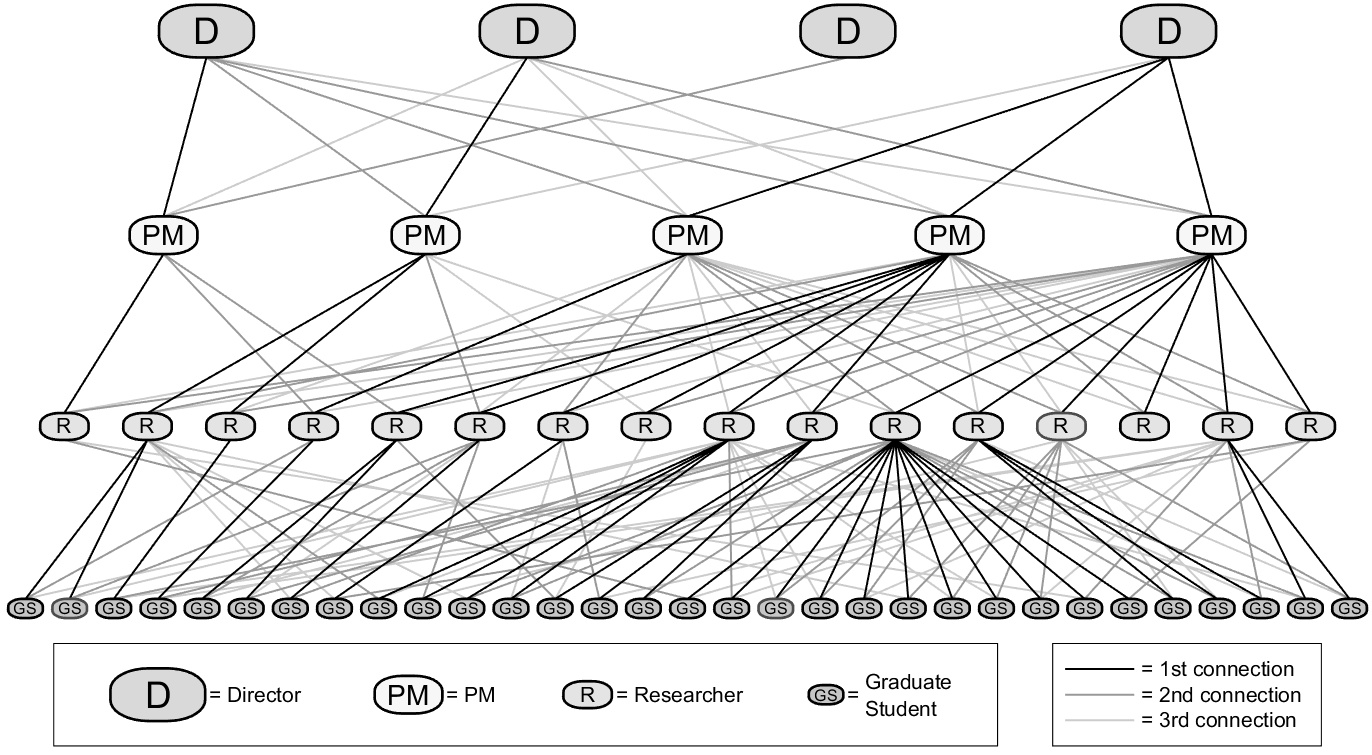 D D D D
PM PM PM PM PM
R R R R R R R R R R R R R R R R
GS GS GS GS GS GS GS GS GS GS GS GS GS GS GS GS GS GS GS GS GS GS GS GS GS GS GS GS GS GS GS
D = Director
PM = PM
R = Researcher
GS = Graduate
Student
= 1st connection
= 2nd connection
= 3rd connection